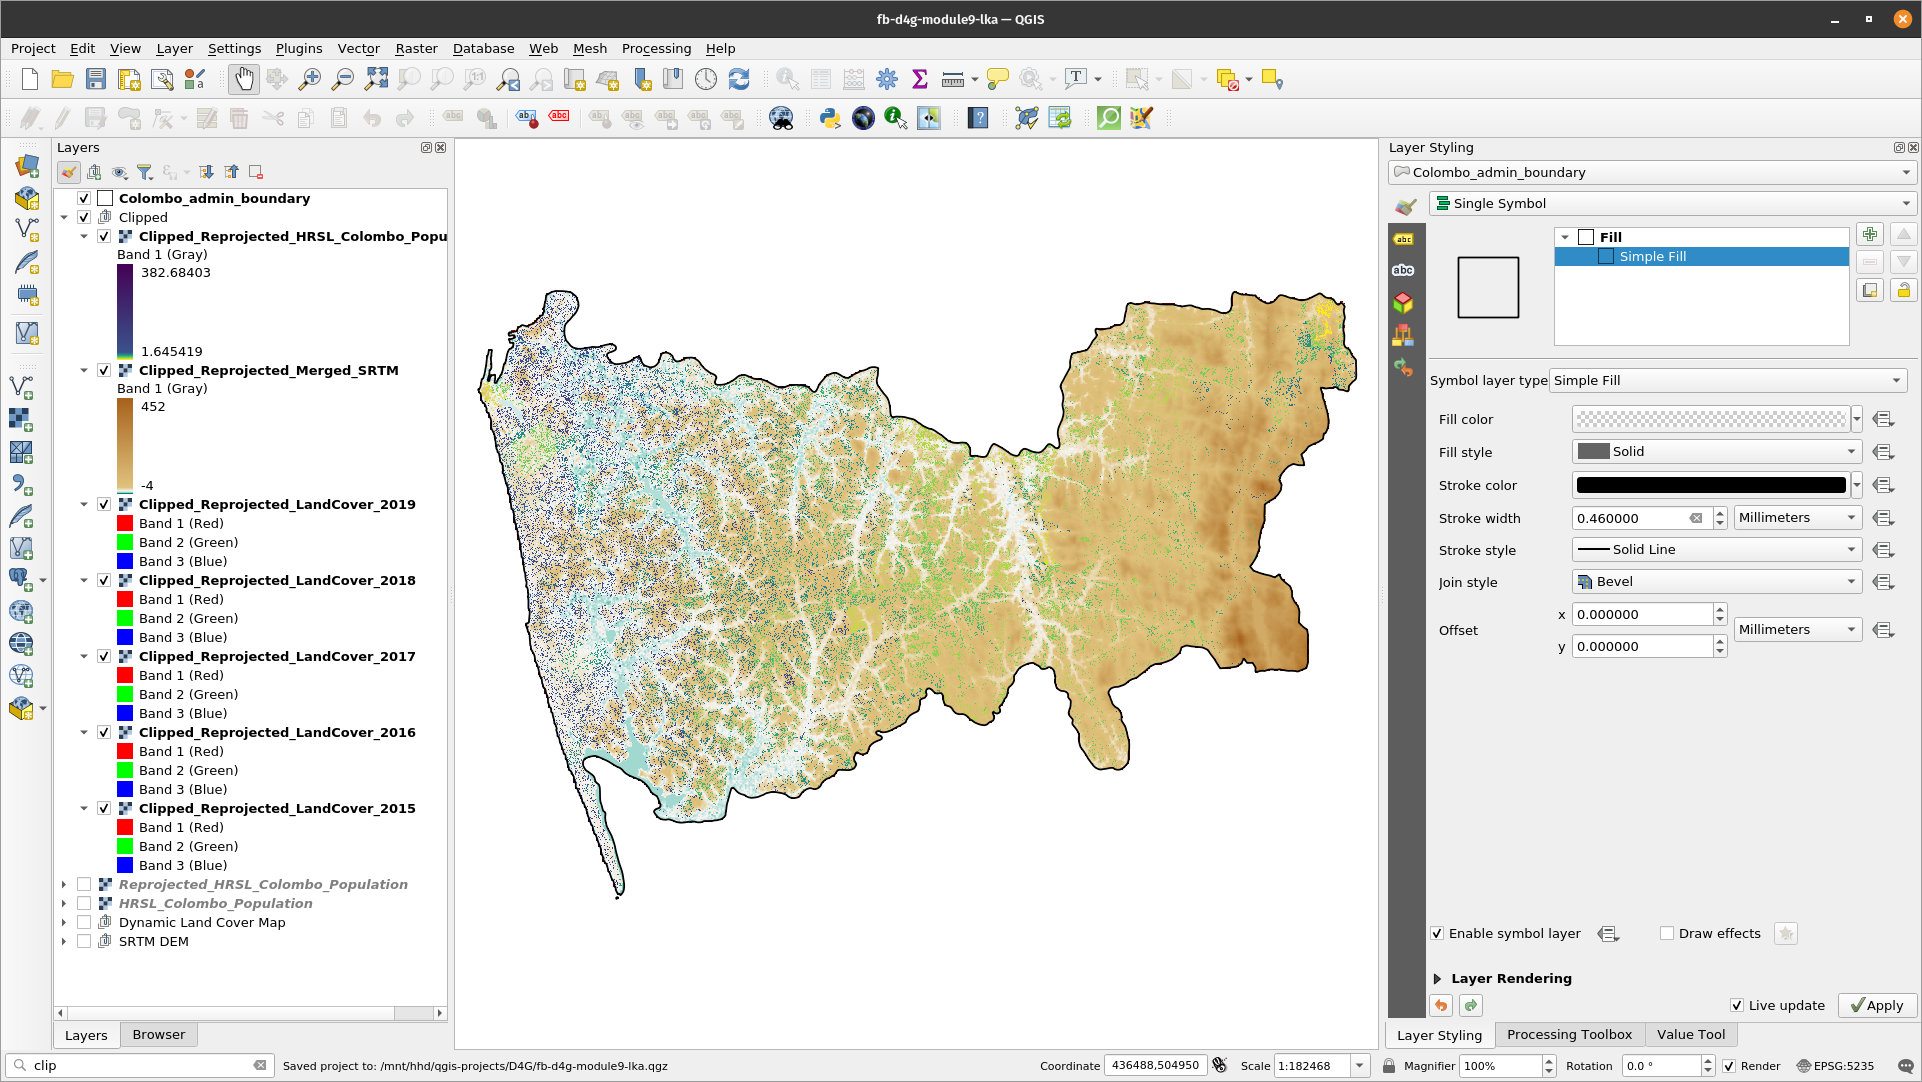 fb-d4g-module9-lka — QGIS
Project Edit View Layer Settings Plugins Vector Raster Database Web Mesh Processing Help
Layers
Colombo_admin_boundary
Clipped
Clipped_Reprojected_HRSL_Colombo_Popu
Band 1 (Gray)
382.68403
1.645419
Clipped_Reprojected_Merged_SRTM
Band 1 (Gray)
452
-4
Clipped_Reprojected_LandCover_2019
Band 1 (Red)
Band 2 (Green)
Band 3 (Blue)
Clipped_Reprojected_LandCover_2018
Band 1 (Red)
Band 2 (Green)
Band 3 (Blue)
Clipped_Reprojected_LandCover_2017
Band 1 (Red)
Band 2 (Green)
Band 3 (Blue)
Clipped_Reprojected_LandCover_2016
Band 1 (Red)
Band 2 (Green)
Band 3 (Blue)
Clipped_Reprojected_LandCover_2015
Band 1 (Red)
Band 2 (Green)
Band 3 (Blue)
Reprojected_HRSL_Colombo_Population
HRSL_Colombo_Population
Dynamic Land Cover Map
SRTM DEM
Layers Browser
Layer Styling
Colombo_admin_boundary
Single Symbol
abc
abc
Fill
Simple Fill
Symbol layer type Simple Fill
Fill color
Fill style Solid
Stroke color
Stroke width 0.460000 Millimeters
Stroke style Solid Line
Join style Bevel
x 0.000000
Offset Millimeters
y 0.000000
Enable symbol layer Draw effects
Layer Rendering
Live update Apply
Layer Styling Processing Toolbox Value Tool
clip Saved project to: /mnt/hhd/qgis-projects/D4G/fb-d4g-module9-lka.qgz Coordinate 436488,504950 Scale 1:182468 Magnifier 100% Rotation 0.0 ° Render EPSG:5235